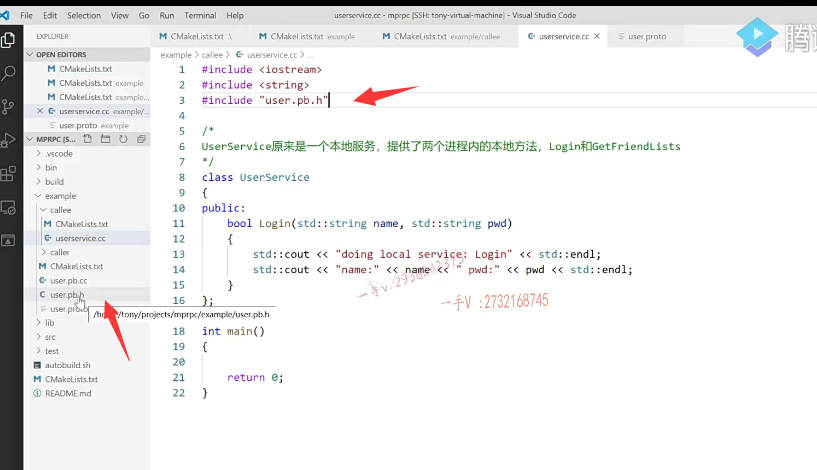 File Edit Selection View Go Run Terminal Help
userservice.cc - mprpc [SSH: tony-virtual-machine] - Visual Studio Code
EXPLORER
OPEN EDITORS
CMakeLists.txt
CMakeLists.txt example
CMakeLists.txt example...
userservice.cc example/...
user.proto example
MPRPC [S...
.vscode
bin
build
example
callee
CMakeLists.txt
userservice.cc
caller
CMakeLists.txt
user.pb.cc
user.pb.h
user.proto
/home/tony/projects/mprpc/example/user.pb.h
lib
src
test
autobuild.sh
CMakeLists.txt
README.md
CMakeLists.txt .\
CMakeLists.txt example
CMakeLists.txt example/callee
userservice.cc
user.proto
腾讯
example > callee > userservice.cc > ...
1 #include <iostream>
2 #include <string>
3 #include "user.pb.h"
4
5 /*
6 UserService原来是一个本地服务，提供了两个进程内的本地方法，Login和GetFriendLists
7 */
8 class UserService
9 {
10 public:
11 bool Login(std::string name, std::string pwd)
12 {
13 std::cout << "doing local service: Login" << std::endl;
14 std::cout << "name:" << name << " pwd:" << pwd << std::endl;
15 }
16 };
18 int main()
19 {
20
21 return 0;
22 }
一手V :2732168745